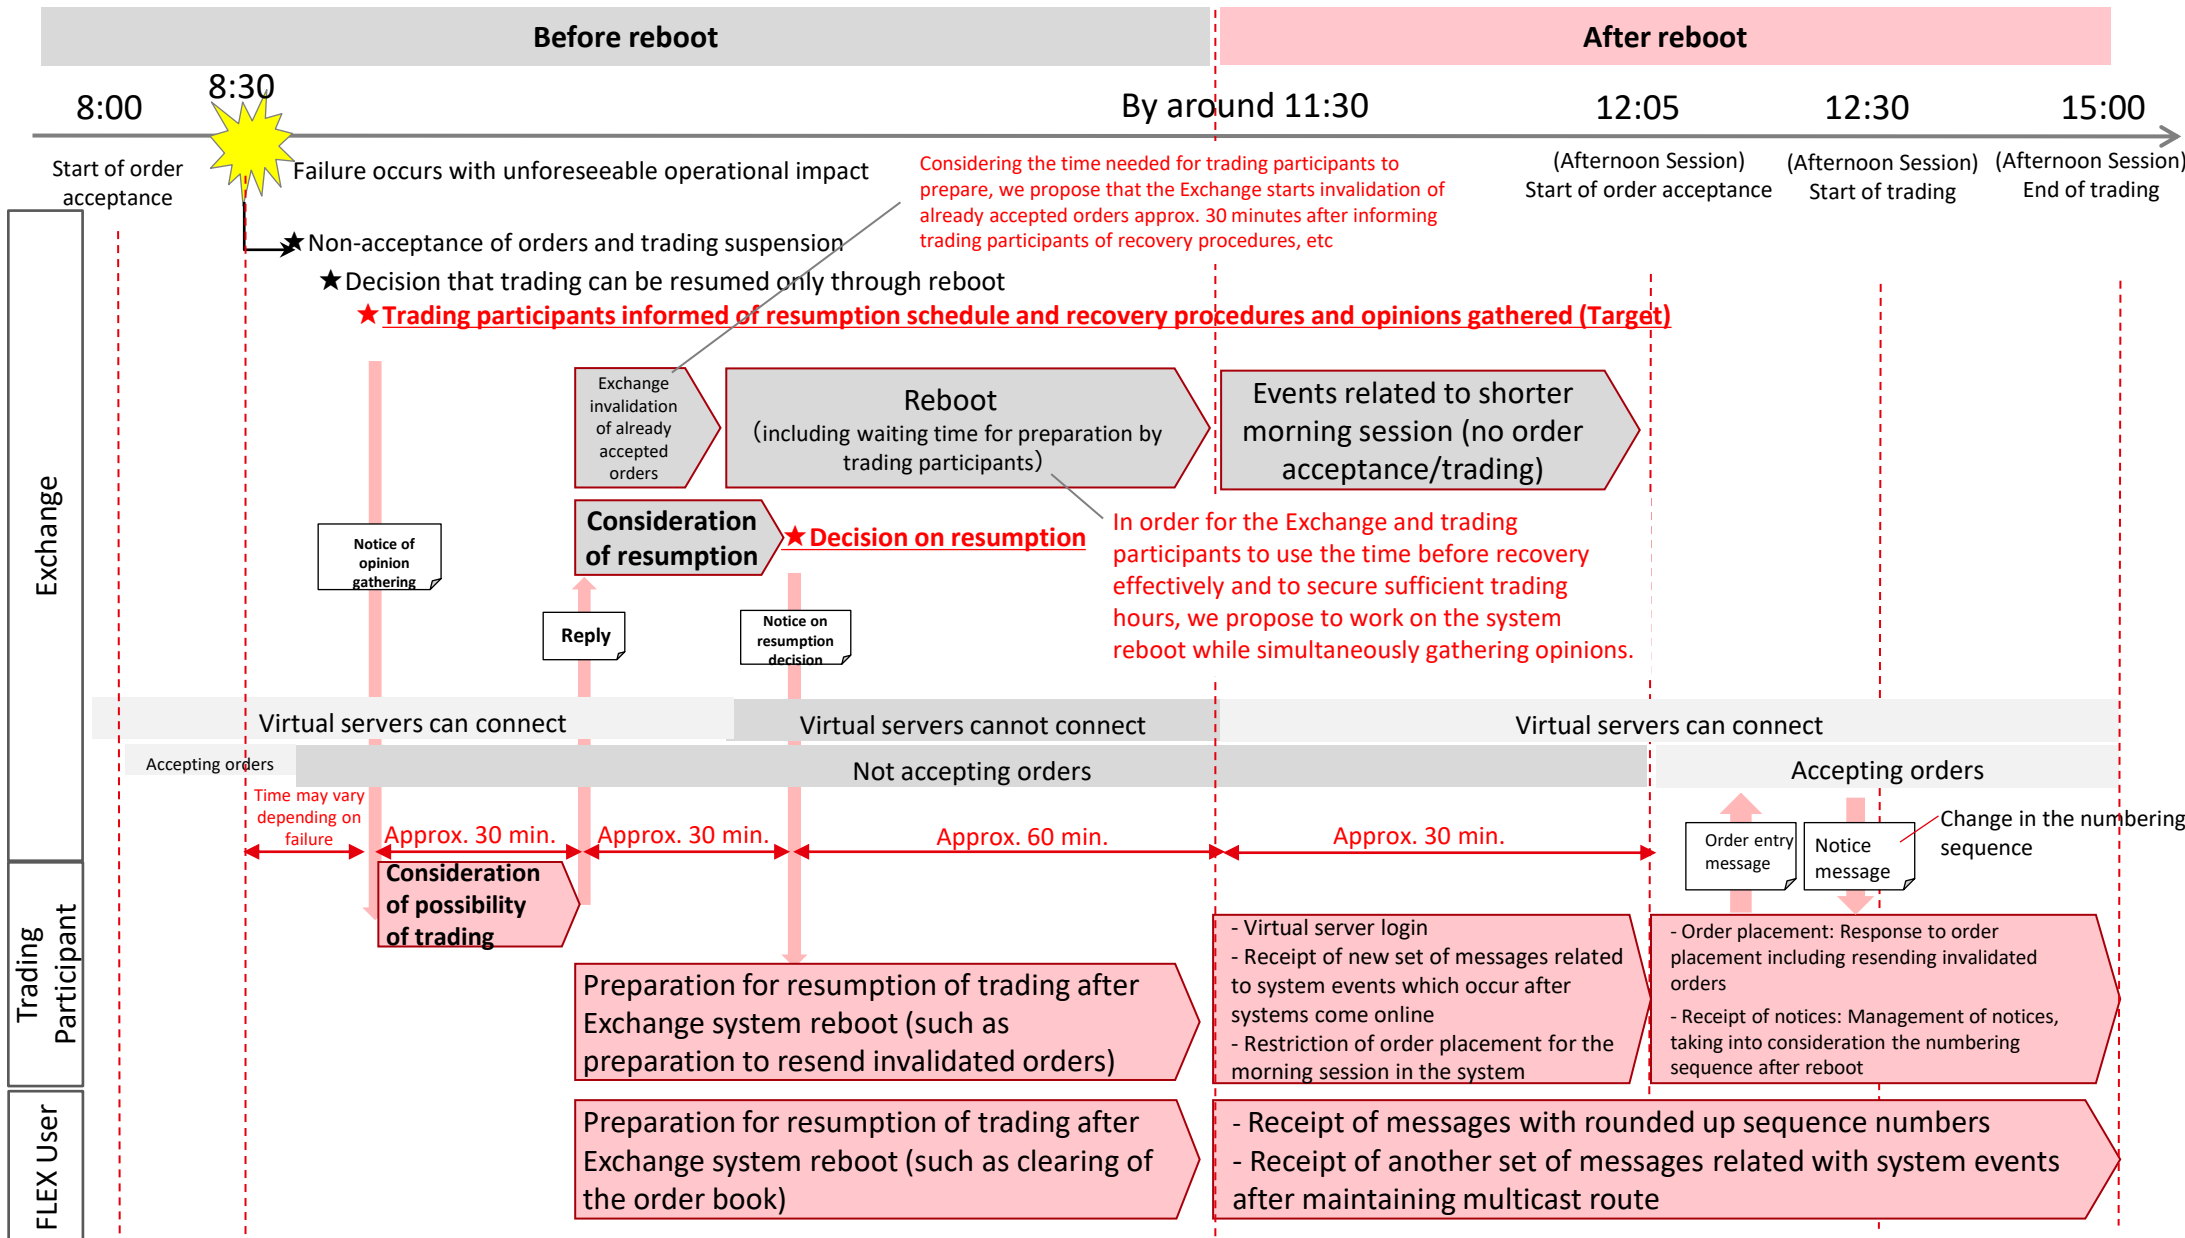 Before reboot
After reboot
8:00
8:30
By around 11:30
12:05
12:30
15:00
Start of order
acceptance
Failure occurs with unforeseeable operational impact
Considering the time needed for trading participants to
prepare, we propose that the Exchange starts invalidation of
already accepted orders approx. 30 minutes after informing
trading participants of recovery procedures, etc
(Afternoon Session)
Start of order acceptance
(Afternoon Session)
Start of trading
(Afternoon Session)
End of trading
★Non-acceptance of orders and trading suspension
★Decision that trading can be resumed only through reboot
★Trading participants informed of resumption schedule and recovery procedures and opinions gathered (Target)
Exchange
Exchange
invalidation
of already
accepted
orders
Reboot
(including waiting time for preparation by
trading participants)
Events related to shorter
morning session (no order
acceptance/trading)
Consideration
of resumption
★Decision on resumption
In order for the Exchange and trading
participants to use the time before recovery
effectively and to secure sufficient trading
hours, we propose to work on the system
reboot while simultaneously gathering opinions.
Notice of
opinion
gathering
Reply
Notice on
resumption
decision
Virtual servers can connect
Virtual servers cannot connect
Virtual servers can connect
Accepting orders
Not accepting orders
Accepting orders
Time may vary
depending on
failure
Approx. 30 min.
Approx. 30 min.
Approx. 60 min.
Approx. 30 min.
Order entry
message
Notice
message
Change in the numbering
sequence
Trading
Participant
Consideration
of possibility
of trading
Preparation for resumption of trading after
Exchange system reboot (such as
preparation to resend invalidated orders)
- Virtual server login
- Receipt of new set of messages related
to system events which occur after
systems come online
- Restriction of order placement for the
morning session in the system
- Order placement: Response to order
placement including resending invalidated
orders
- Receipt of notices: Management of notices,
taking into consideration the numbering
sequence after reboot
FLEX User
Preparation for resumption of trading after
Exchange system reboot (such as clearing of
the order book)
- Receipt of messages with rounded up sequence numbers
- Receipt of another set of messages related with system events
after maintaining multicast route